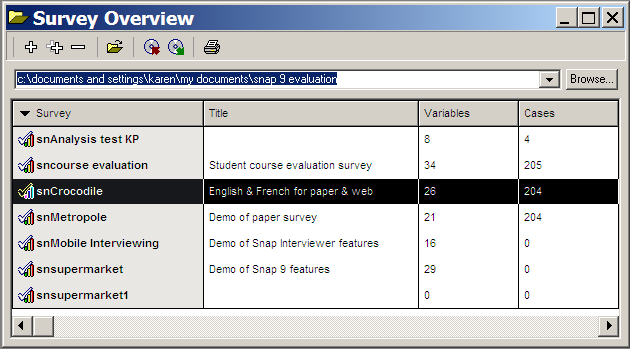 Survey Overview
c:\documents and settings\karen\my documents\snap 9 evaluation Browse...
Survey Title Variables Cases
snAnalysis test KP 8 4
sncourse evaluation Student course evaluation survey 34 205
snCrocodile English & French for paper & web 26 204
snMetropole Demo of paper survey 21 204
snMobile Interviewing Demo of Snap Interviewer features 16 0
snsupermarket Demo of Snap 9 features 29 0
snsupermarket1 0 0